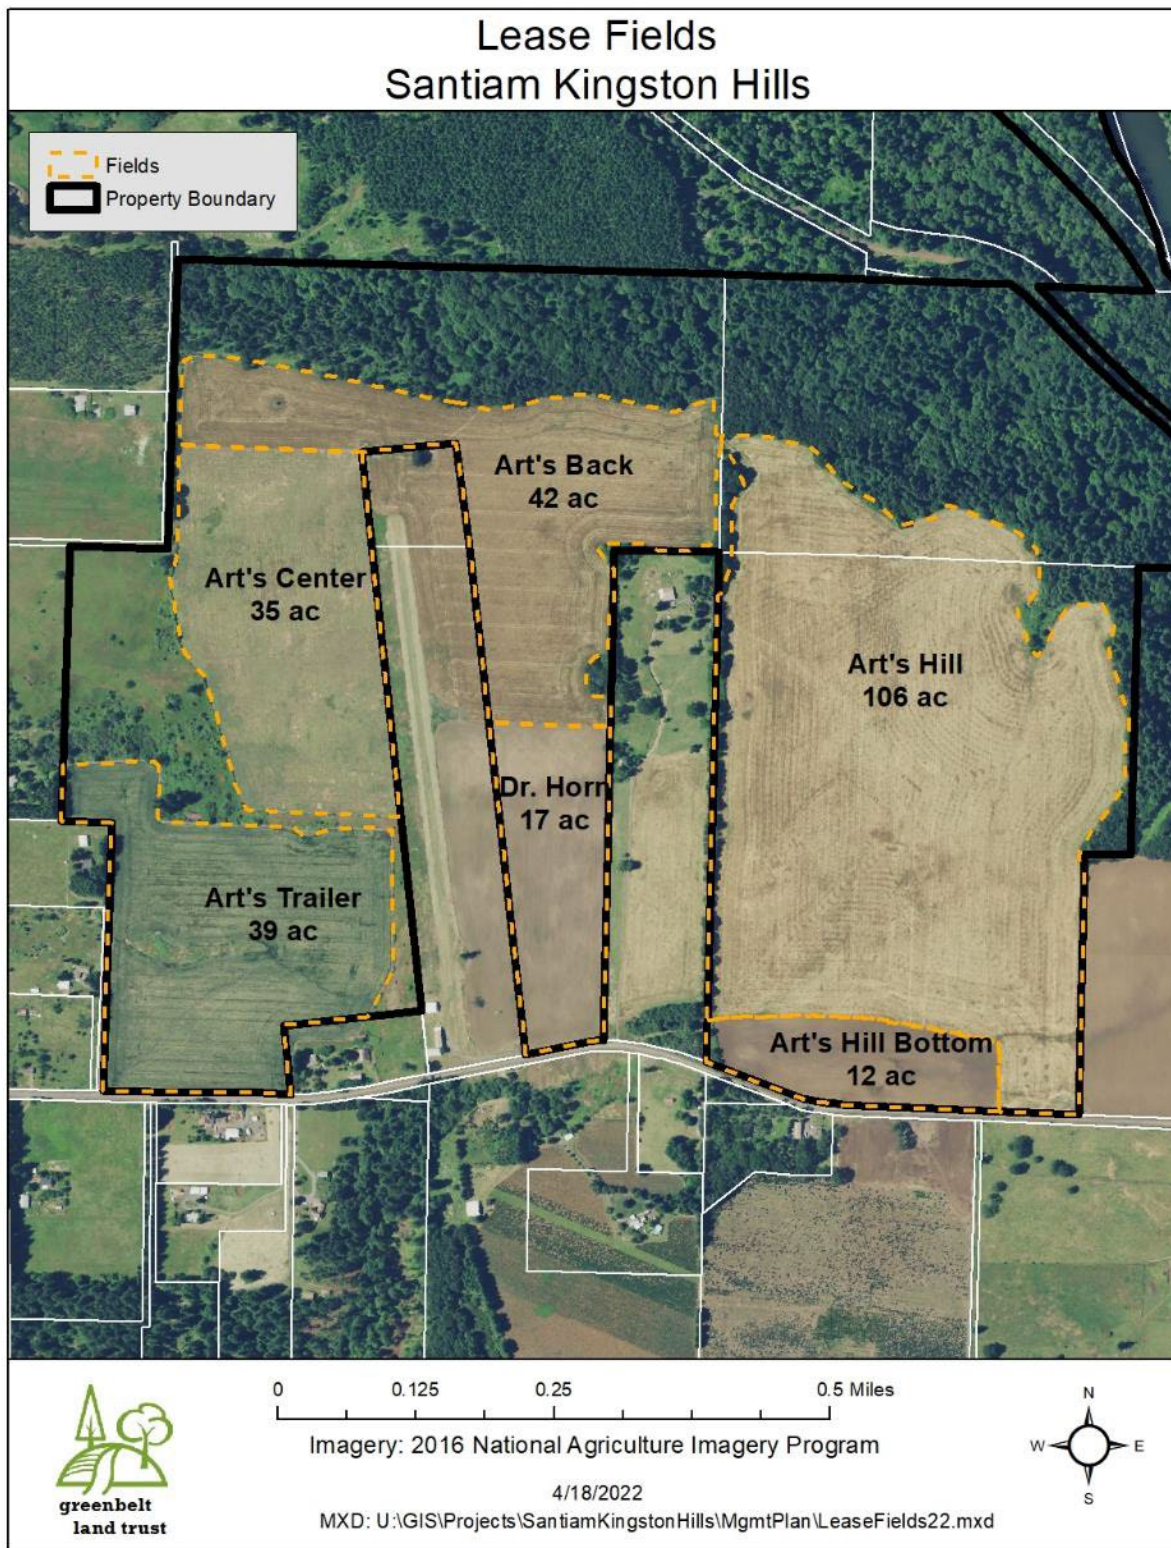 Lease Fields
Santiam Kingston Hills
Fields
Property Boundary
Art's Back
42 ac
Art's Center
35 ac
Art's Hill
106 ac
Dr. Horn
17 ac
Art's Trailer
39 ac
Art's Hill Bottom
12 ac
0 0.125 0.25 0.5 Miles
Imagery: 2016 National Agriculture Imagery Program
4/18/2022
MXD: U:\GIS\Projects\SantiamKingstonHills\MgmtPlan\LeaseFields22.mxd
greenbelt
land trust
N
W E
S